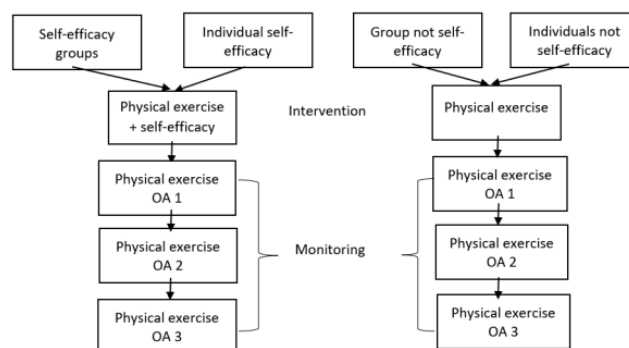 Self-efficacy
groups
Individual self-
efficacy
Group not self-
efficacy
Individuals not
self-efficacy
Physical exercise
+ self-efficacy
Intervention
Physical exercise
Physical exercise
OA 1
Physical exercise
OA 1
Physical exercise
OA 2
Monitoring
Physical exercise
OA 2
Physical exercise
OA 3
Physical exercise
OA 3